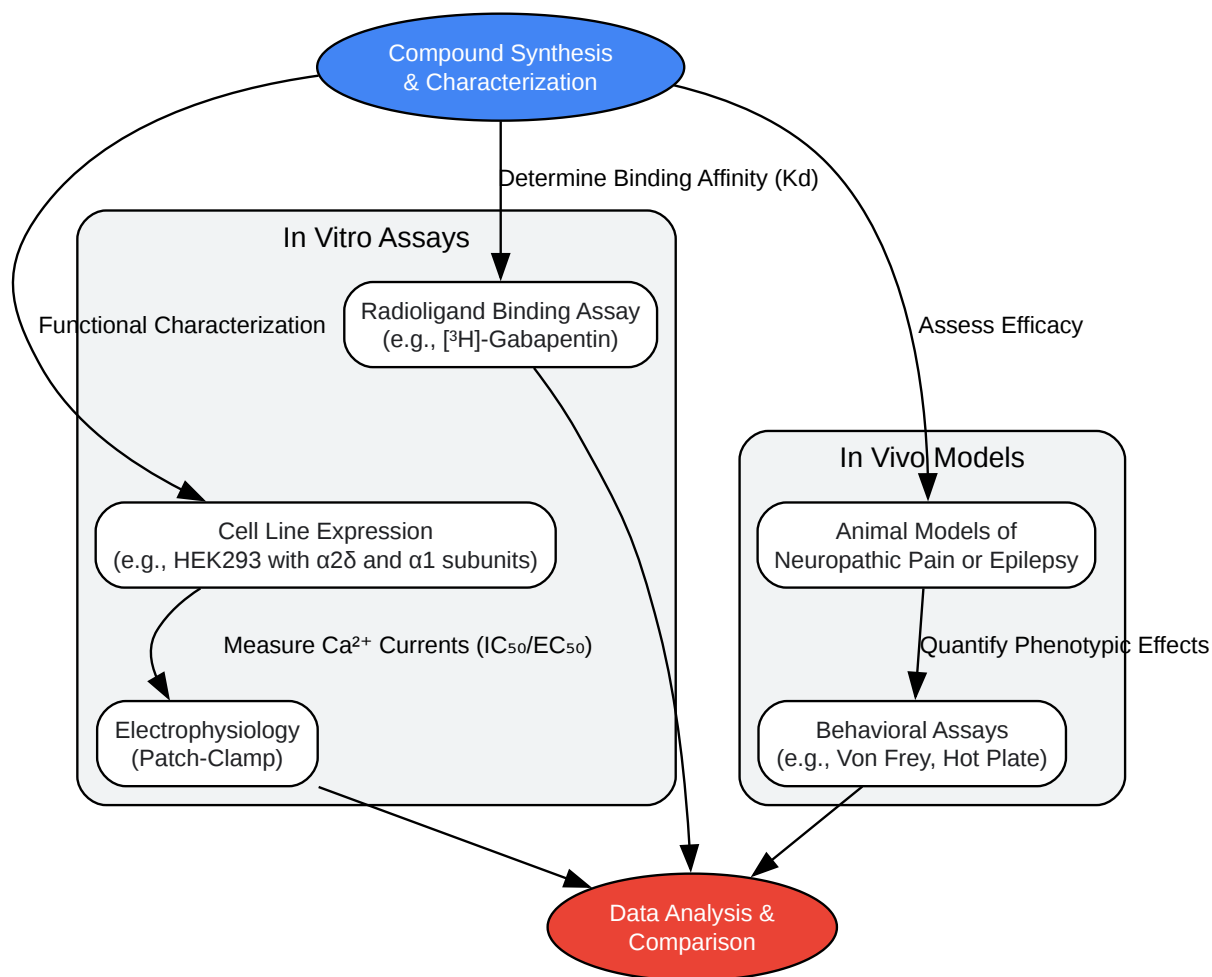 Compound Synthesis
& Characterization
Determine Binding Affinity (Kd)
In Vitro Assays
Radioligand Binding Assay
(e.g., [³H]-Gabapentin)
Functional Characterization
Assess Efficacy
In Vivo Models
Cell Line Expression
(e.g., HEK293 with α2δ and α1 subunits)
Animal Models of
Neuropathic Pain or Epilepsy
Measure Ca²⁺ Currents (IC₅₀/EC₅₀)
Quantify Phenotypic Effects
Electrophysiology
(Patch-Clamp)
Behavioral Assays
(e.g., Von Frey, Hot Plate)
Data Analysis &
Comparison